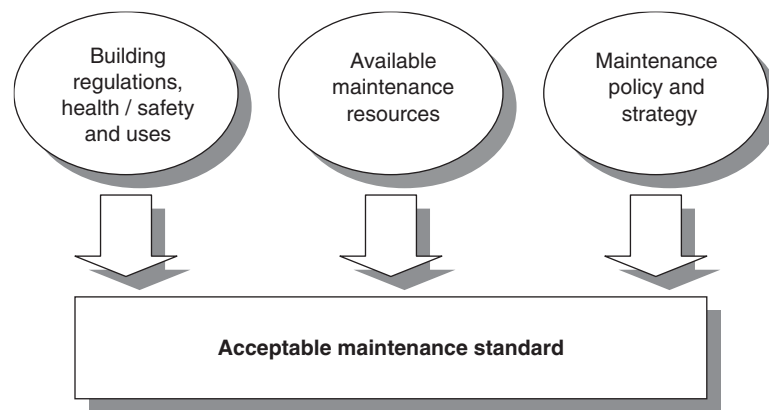 Building
regulations,
health / safety
and uses
Available
maintenance
resources
Maintenance
policy and
strategy
Acceptable maintenance standard